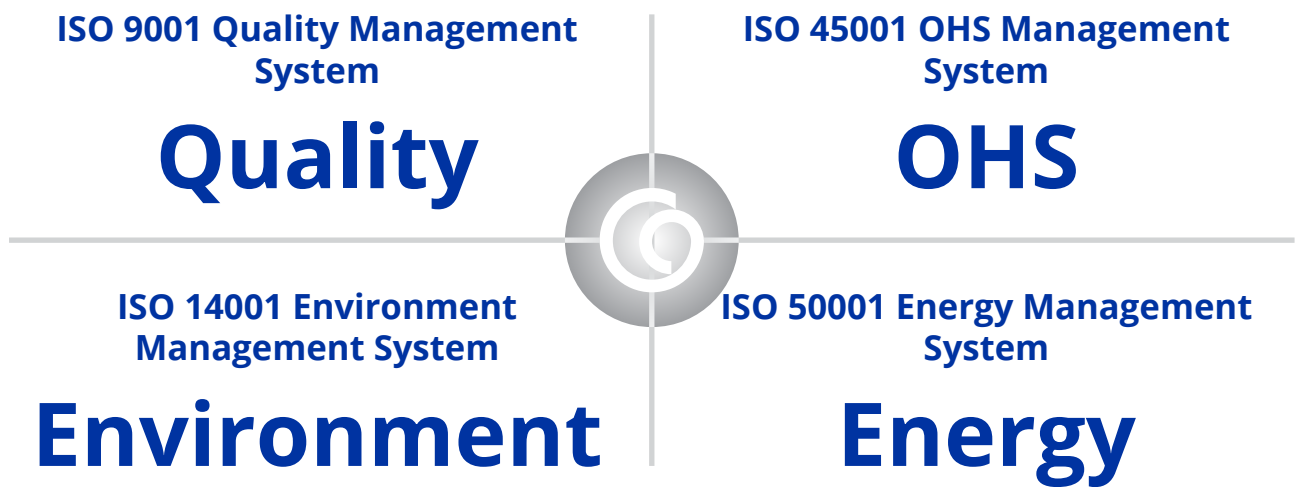 ISO 9001 Quality Management
System
Quality
ISO 45001 OHS Management
System
OHS
ISO 14001 Environment
Management System
Environment
ISO 50001 Energy Management
System
Energy